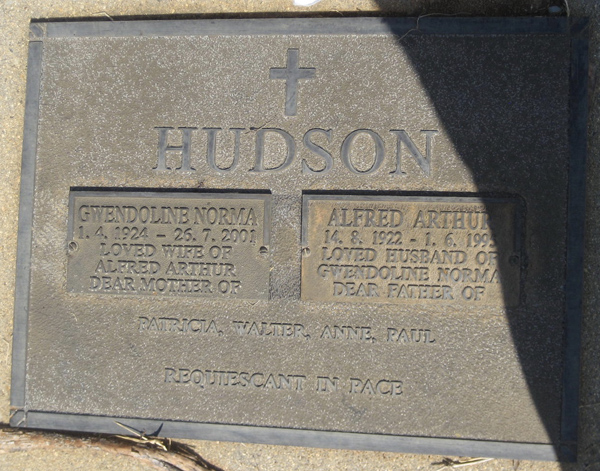 HUDSON
GWENDOLINE NORMA
1. 4. 1924 - 26. 7. 2001
LOVED WIFE OF
ALFRED ARTHUR
DEAR MOTHER OF
ALFRED ARTHUR
14. 8. 1922 - 1. 6.
LOVED HUSBAND OF
GWENDOLINE NORMA
DEAR FATHER OF
PATRICIA, WALTER, ANNE, PAUL
REQUIESCANT IN PACE